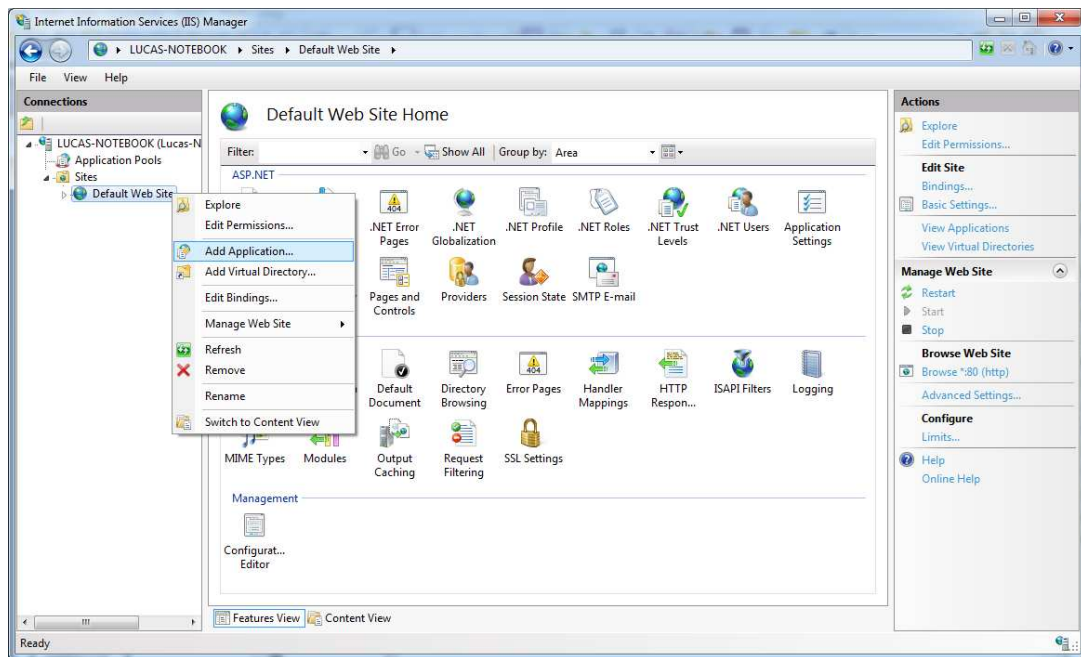 Internet Information Services (IIS) Manager
LUCAS-NOTEBOOK
Sites
Default Web Site
File
View
Help
Connections
LUCAS-NOTEBOOK (Lucas-N
Application Pools
Sites
Default Web Site
Explore
Edit Permissions...
Add Application...
Add Virtual Directory...
Edit Bindings...
Manage Web Site
Refresh
Remove
Rename
Switch to Content View
Default Web Site Home
Filter:
Go
Show All
Group by: Area
ASP.NET
.NET Error
Pages
.NET
Globalization
.NET Profile
.NET Roles
.NET Trust
Levels
.NET Users
Application
Settings
Pages and
Controls
Providers
Session State
SMTP E-mail
Default
Document
Directory
Browsing
Error Pages
Handler
Mappings
HTTP
Respon...
ISAPI Filters
Logging
MIME Types
Modules
Output
Caching
Request
Filtering
SSL Settings
Management
Configurat...
Editor
Features View
Content View
Actions
Explore
Edit Permissions...
Edit Site
Bindings...
Basic Settings...
View Applications
View Virtual Directories
Manage Web Site
Restart
Start
Stop
Browse Web Site
Browse *:80 (http)
Advanced Settings...
Configure
Limits...
Help
Online Help
Ready